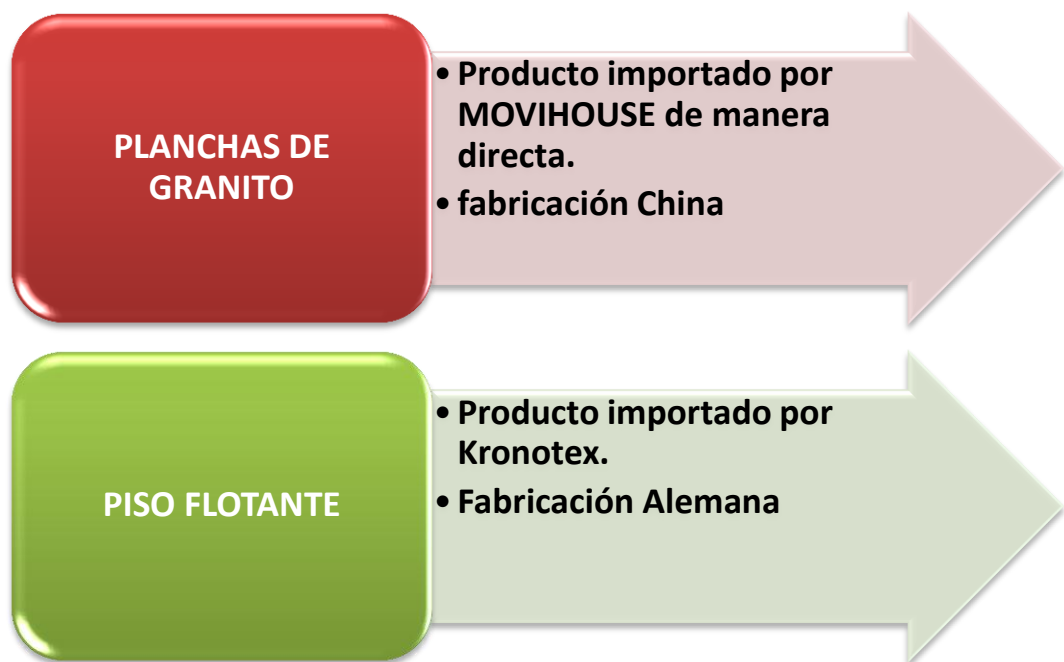 PLANCHAS DE
GRANITO
• Producto importado por
MOVIHOUSE de manera
directa.
• fabricación China
PISO FLOTANTE
• Producto importado por
Kronotex.
• Fabricación Alemana